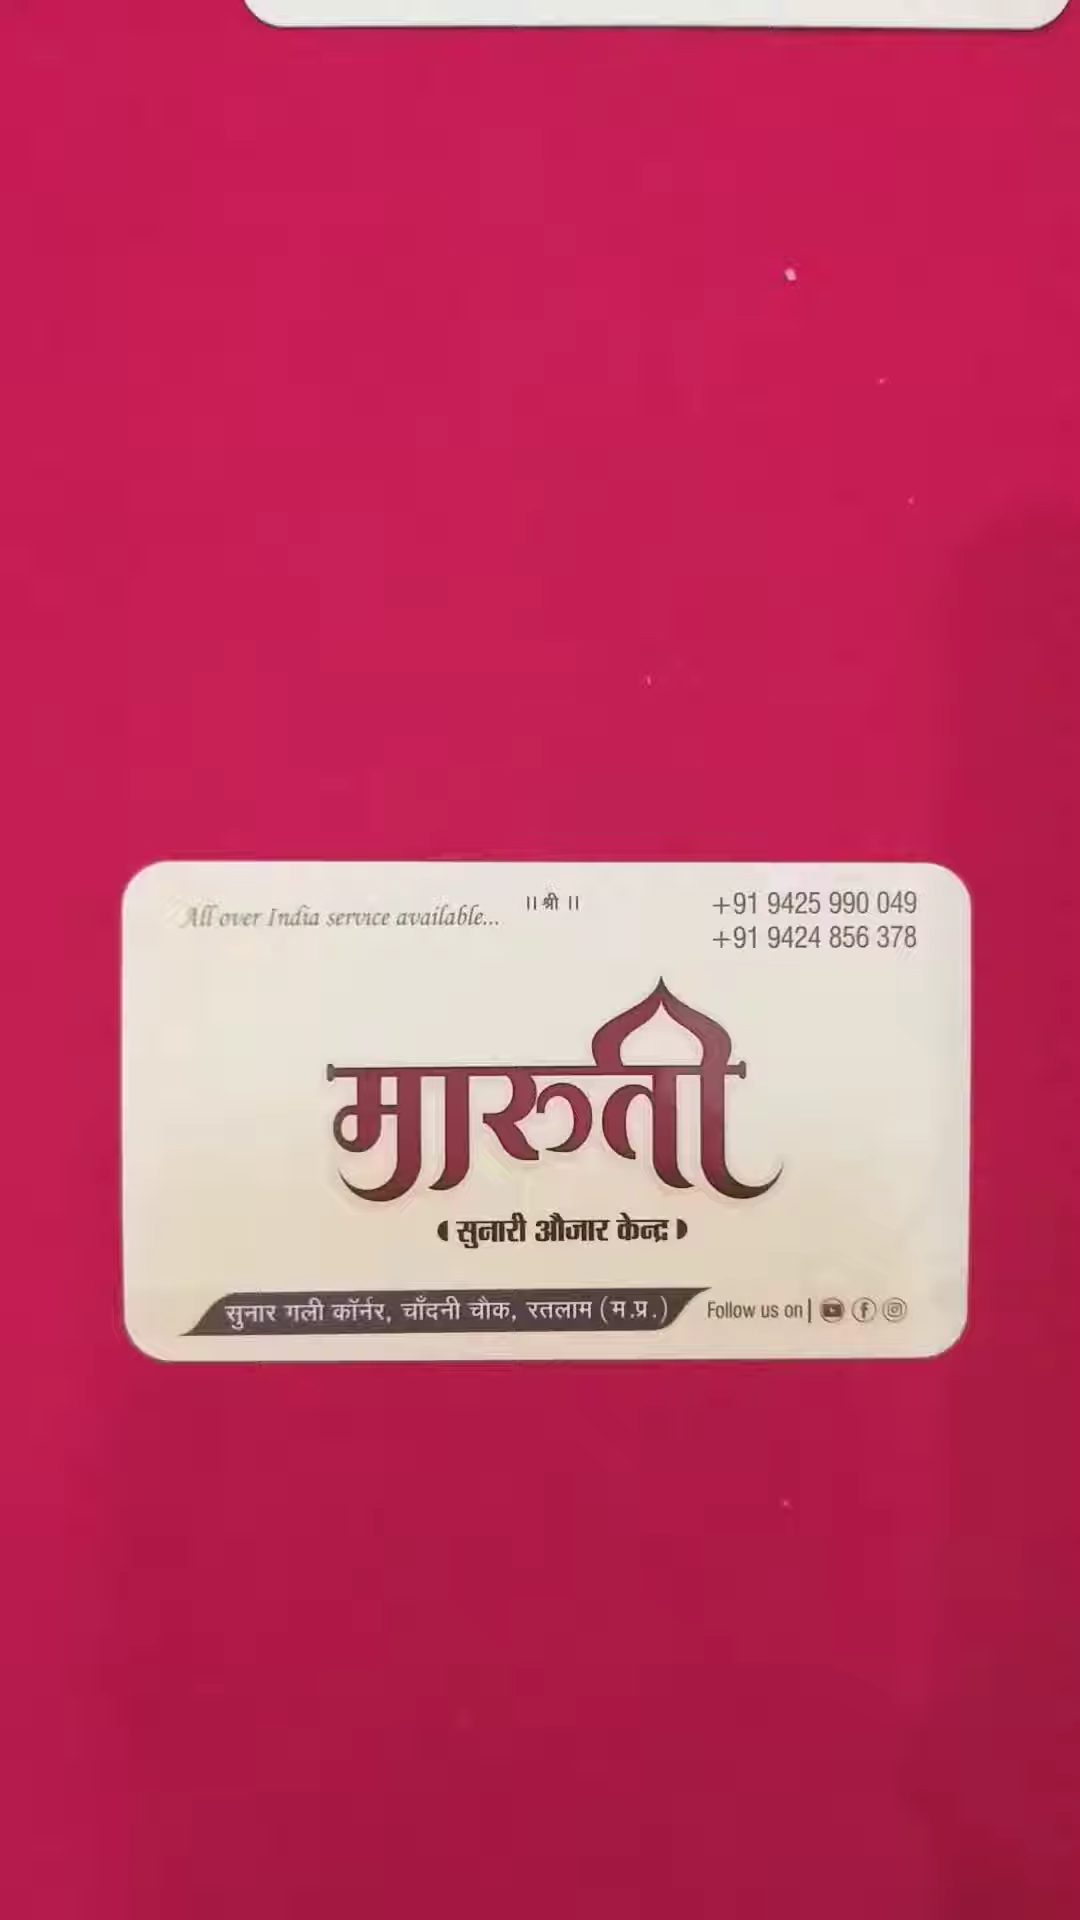 All over India service available...
॥ श्री ॥
+91 9425 990 049
+91 9424 856 378
मारुती
सुनारी औजार केन्द्र
सुनार गली कॉर्नर, चाँदनी चौक, रतलाम (म.प्र.)
Follow us on |